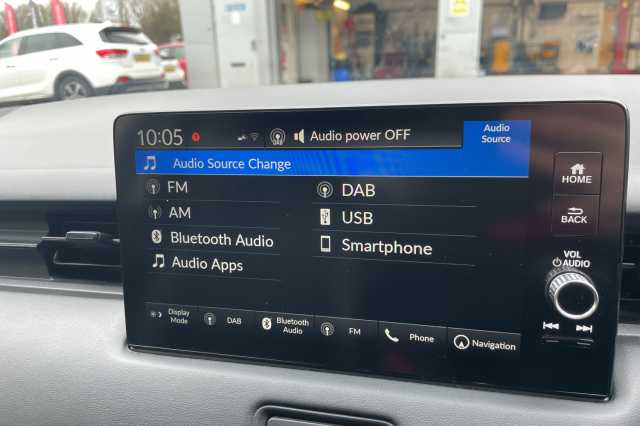 10:05
Audio power OFF
Audio
Source
Audio Source Change
FM
DAB
AM
USB
Bluetooth Audio
Smartphone
Audio Apps
HOME
BACK
VOL
AUDIO
Display
Mode
DAB
Bluetooth
Audio
FM
Phone
Navigation